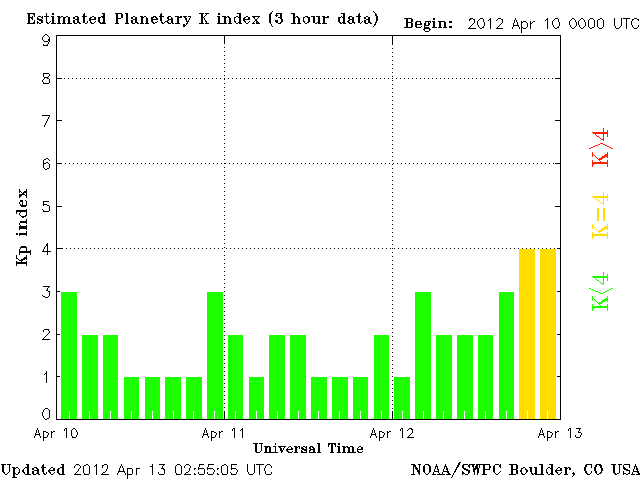 Estimated Planetary K index (3 hour data) Begin: 2012 Apr 10 0000 UTC
9
8
7
6
5
4
3
2
1
0
Kp index
K>4
K=4
K<4
Apr 10 Apr 11 Apr 12 Apr 13
Universal Time
Updated 2012 Apr 13 02:55:05 UTC NOAA/SWPC Boulder, CO USA